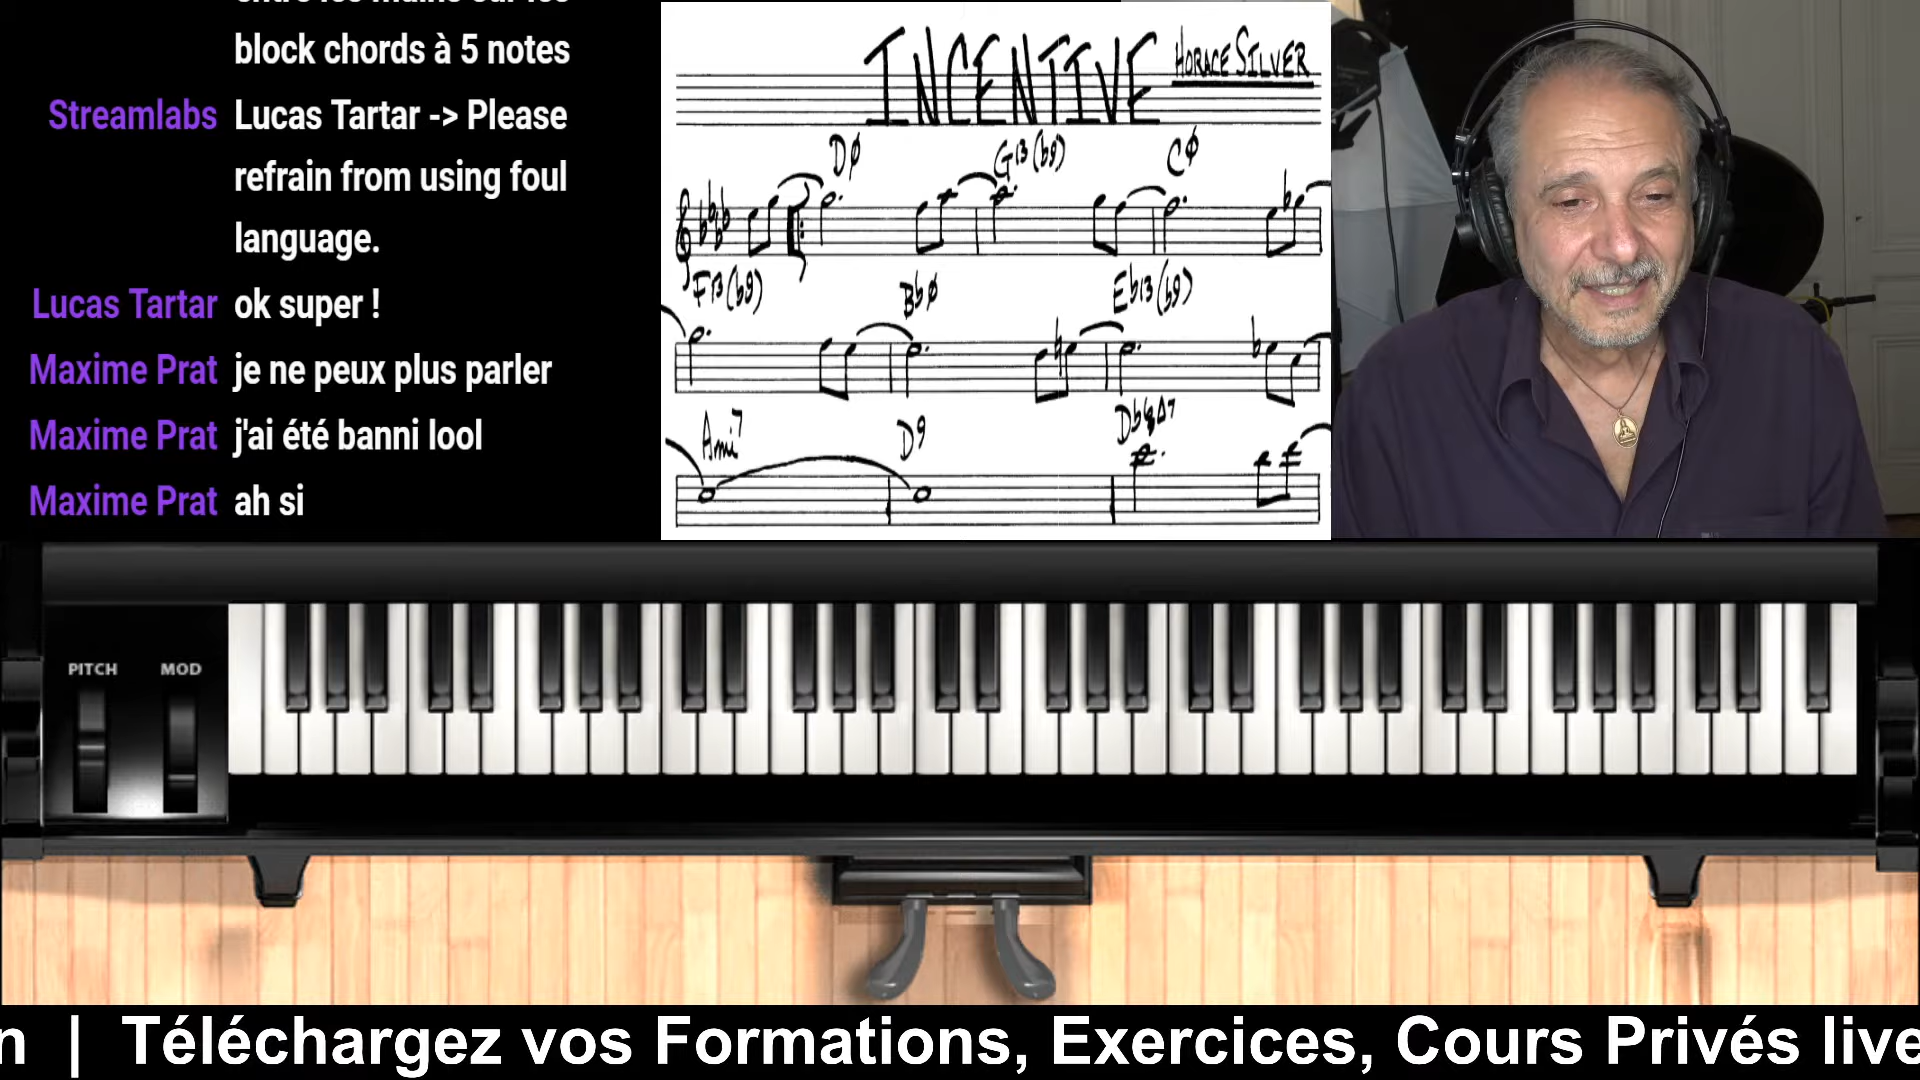 block chords à 5 notes
Streamlabs Lucas Tartar -> Please
refrain from using foul
language.
Lucas Tartar ok super !
Maxime Prat je ne peux plus parler
Maxime Prat j'ai été banni lool
Maxime Prat ah si
INCENTIVE HORACE SILVER
DØ G13(b9) CØ
F13(b9) BbØ Eb13(b9)
Ami7 D9
PITCH MOD
n | Téléchargez vos Formations, Exercices, Cours Privés live